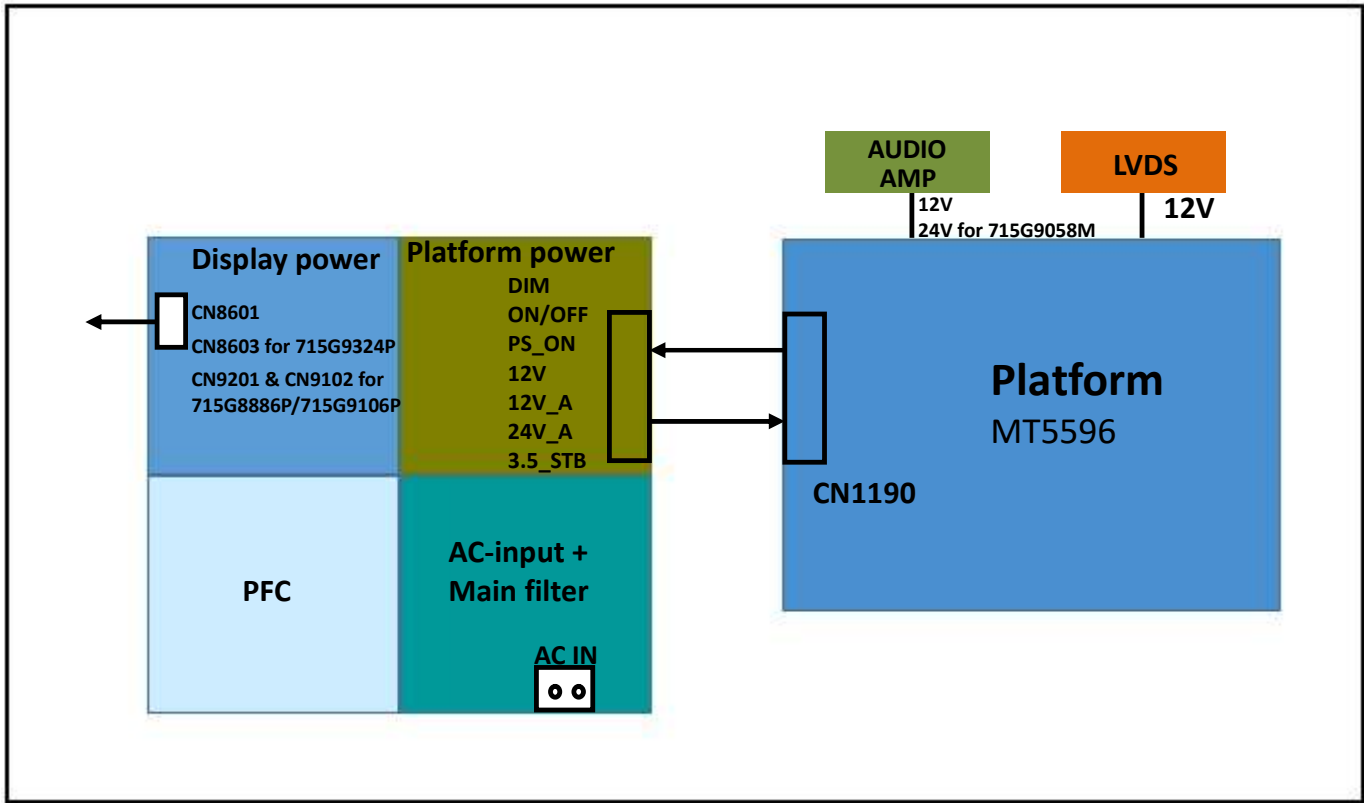 AUDIO
AMP
LVDS
12V
24V for 715G9058M
12V
Display power
CN8601
CN8603 for 715G9324P
CN9201 & CN9102 for
715G8886P/715G9106P
Platform power
DIM
ON/OFF
PS_ON
12V
12V_A
24V_A
3.5_STB
Platform
MT5596
CN1190
PFC
AC-input +
Main filter
AC IN